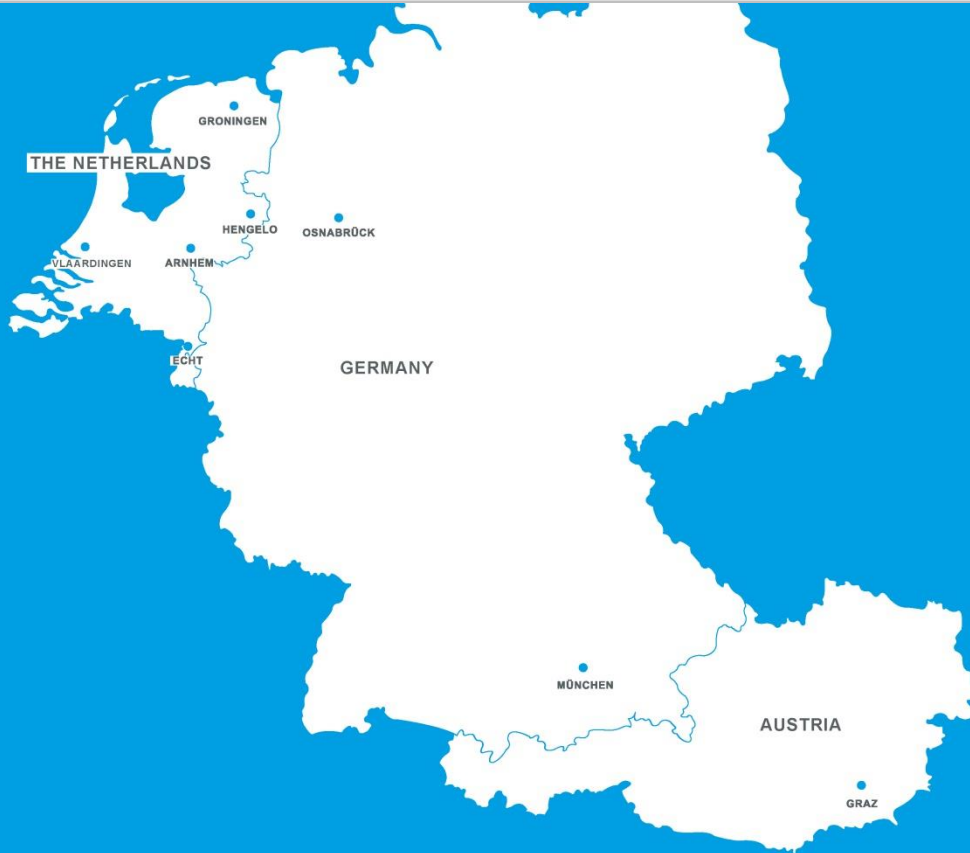 GRONINGEN
THE NETHERLANDS
HENGELO
OSNABRÜCK
VLAARDINGEN
ARNHEM
ECHT
GERMANY
MÜNCHEN
AUSTRIA
GRAZ